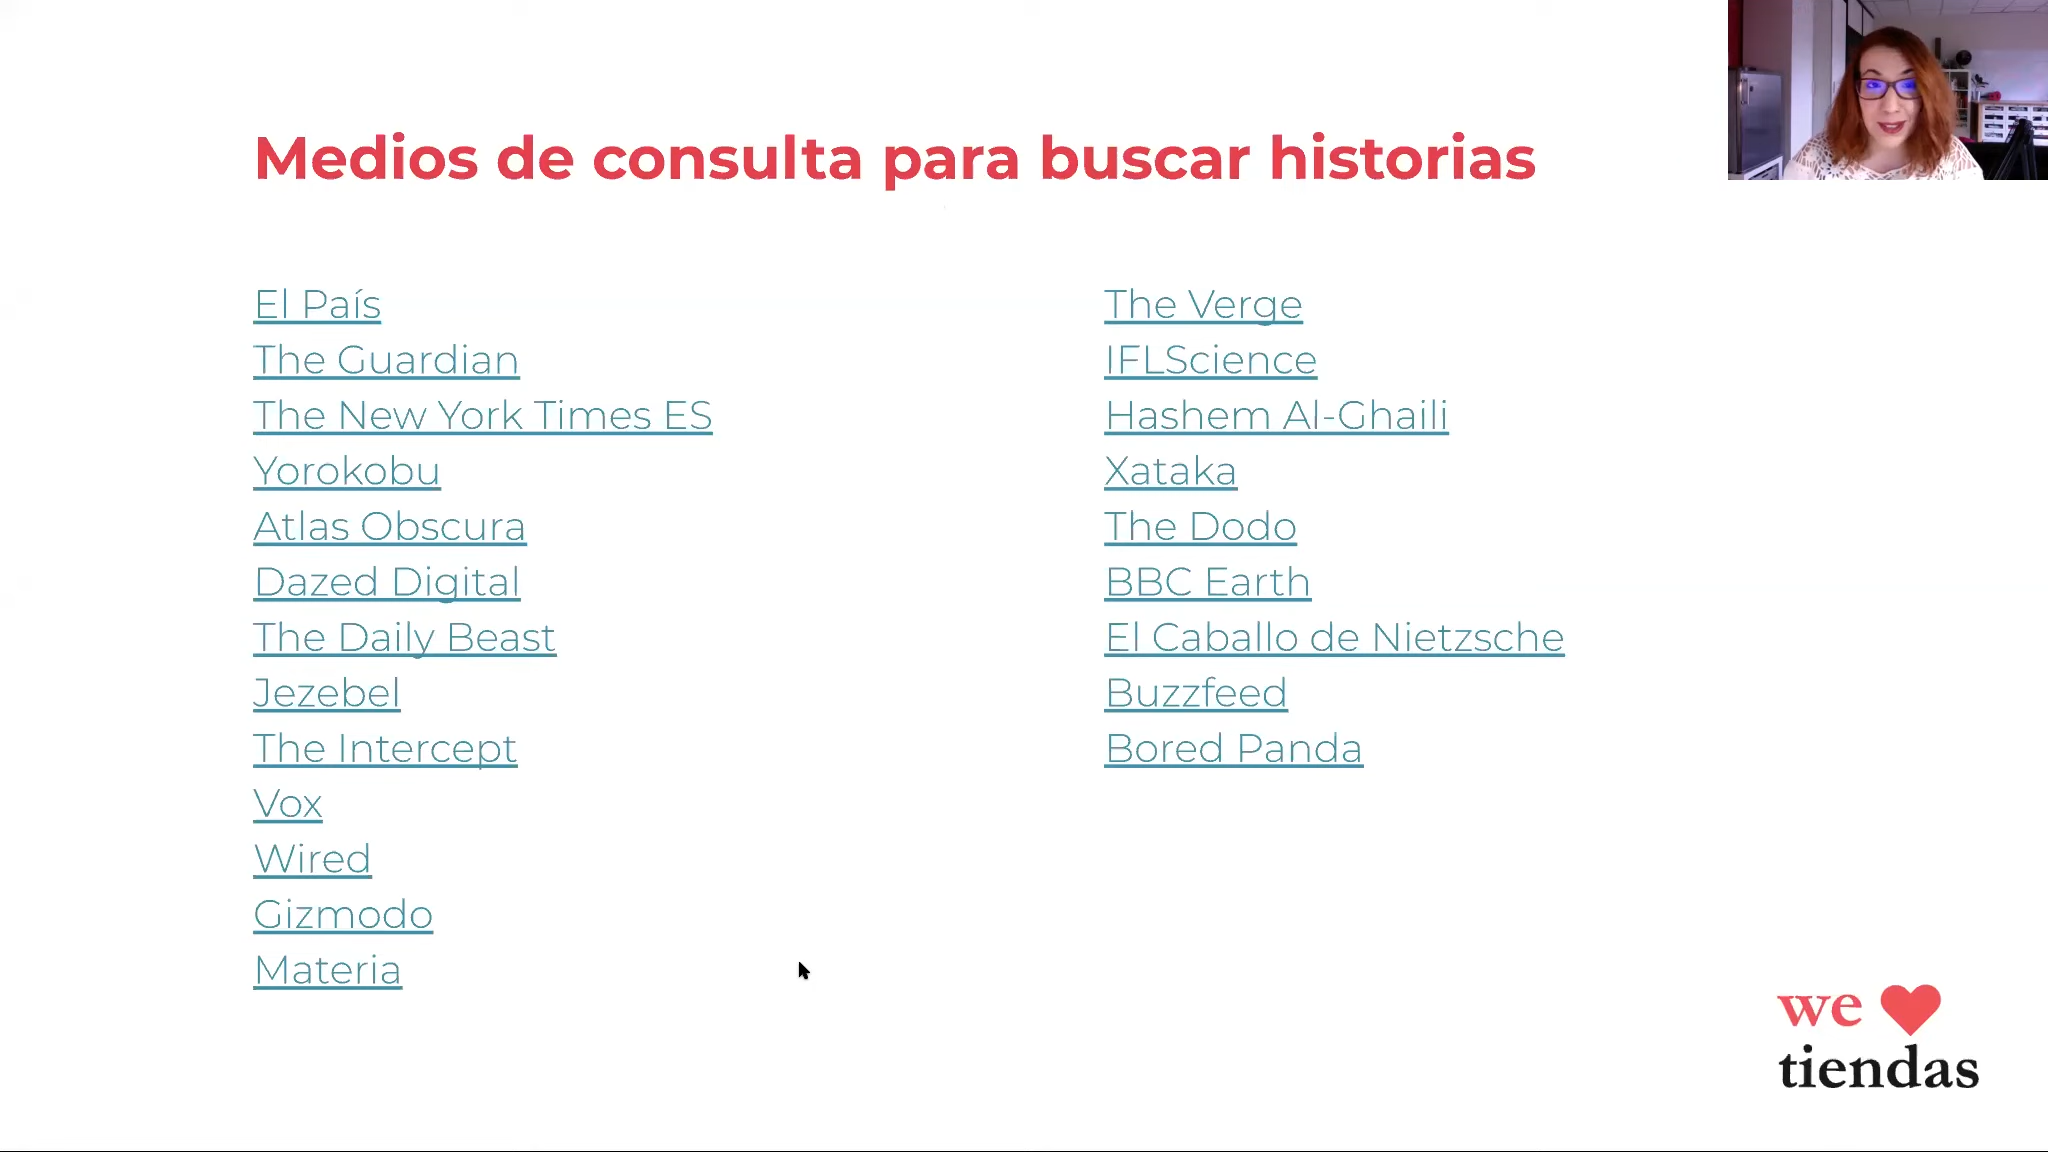 Medios de consulta para buscar historias
El País
The Guardian
The New York Times ES
Yorokobu
Atlas Obscura
Dazed Digital
The Daily Beast
Jezebel
The Intercept
Vox
Wired
Gizmodo
Materia
The Verge
IFLScience
Hashem Al-Ghaili
Xataka
The Dodo
BBC Earth
El Caballo de Nietzsche
Buzzfeed
Bored Panda
we
tiendas